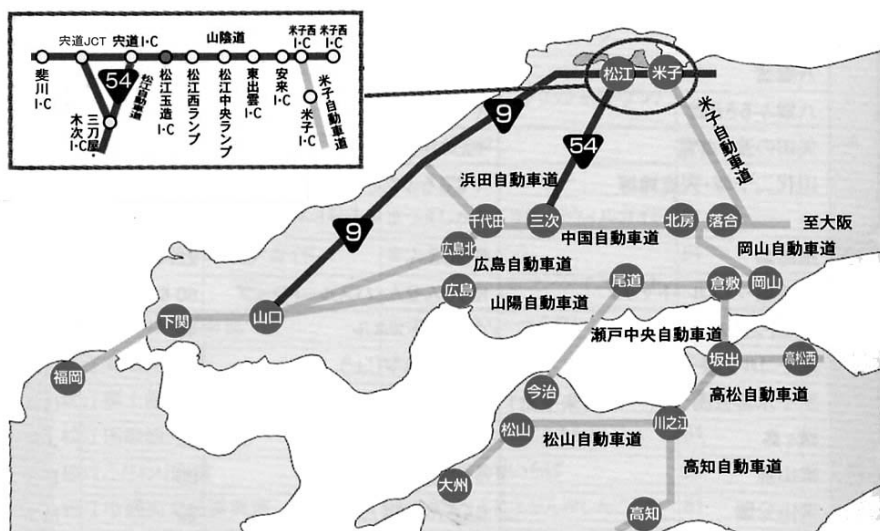 宍道JCT
宍道I・C
山陰道
米子西I・C
米子西I・C
斐川I・C
54
松江自動車道
三刀屋・木次I・C
松江玉造I・C
松江西ランプ
松江中央ランプ
東出雲I・C
安来I・C
米子I・C
米子自動車道
松江
米子
9
54
米子自動車道
浜田自動車道
千代田
三次
北房
落合
至大阪
中国自動車道
9
広島北
岡山自動車道
広島自動車道
尾道
倉敷
岡山
広島
山陽自動車道
下関
山口
瀬戸中央自動車道
福岡
坂出
高松西
今治
高松自動車道
松山
川之江
松山自動車道
高知自動車道
大州
高知